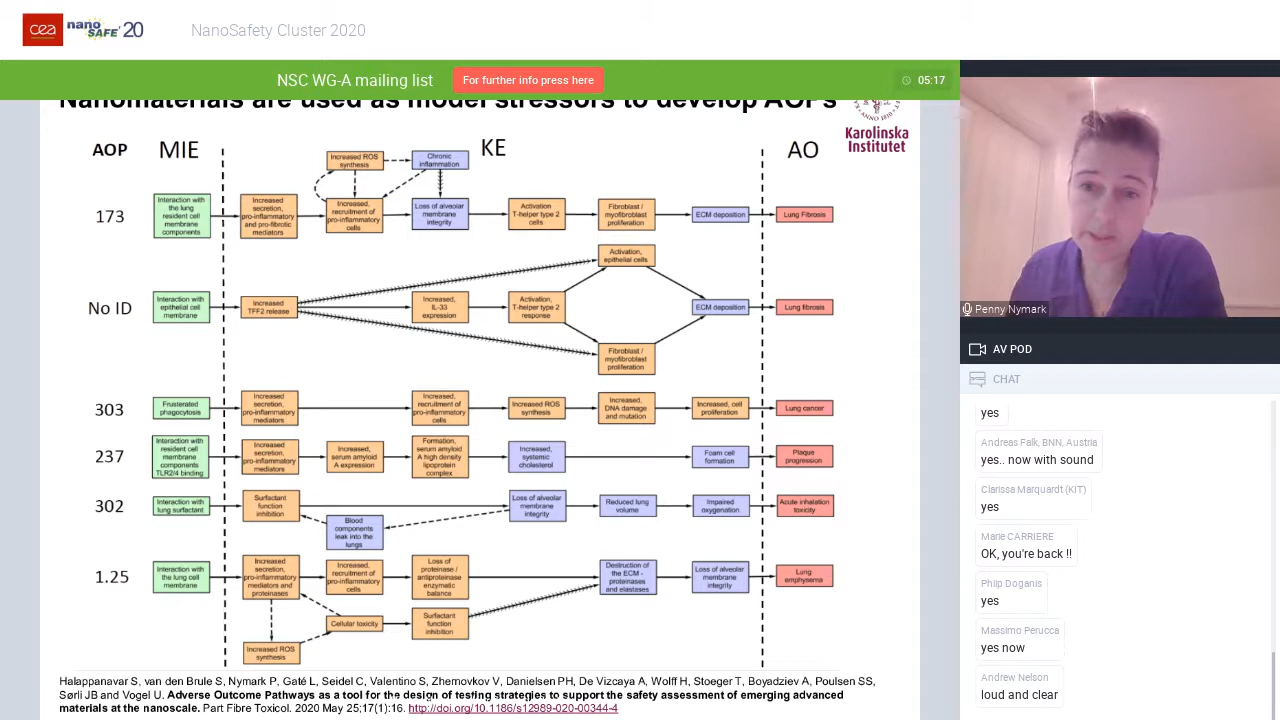 cea nano SAFE'20
NanoSafety Cluster 2020
NSC WG-A mailing list
For further info press here
05:17
Nanomaterials are used as model stressors to develop AOPs
ANNO 1810
Karolinska
Institutet
AOP
MIE
KE
AO
173
Interaction with
the lung
resident cell
membrane
components
Increased
secretion,
pro-inflammatory
and pro-fibrotic
mediators
Increased ROS
synthesis
Chronic
inflammation
Increased,
recruitment of
pro-inflammatory
cells
Loss of alveolar
membrane
integrity
Activation
T-helper type 2
cells
Fibroblast /
myofibroblast
proliferation
ECM deposition
Lung Fibrosis
No ID
Interaction with
epithelial cell
membrane
Increased
TFF2 release
Increased,
IL-33
expression
Activation,
T-helper type 2
response
Activation,
epithelial cells
Fibroblast /
myofibroblast
proliferation
ECM deposition
Lung fibrosis
303
Frusterated
phagocytosis
Increased
secretion,
pro-inflammatory
mediators
Increased,
recruitment of
pro-inflammatory
cells
Increased ROS
synthesis
Increased,
DNA damage
and mutation
Increased, cell
proliferation
Lung cancer
237
Interaction with
resident cell
membrane
components
TLR2/4 binding
Increased
secretion,
pro-inflammatory
mediators
Increased,
serum amyloid
A expression
Formation,
serum amyloid
A high density
lipoprotein
complex
Increased,
systemic
cholesterol
Foam cell
formation
Plaque
progression
302
Interaction with
lung surfactant
Surfactant
function
inhibition
Blood
components
leak into the
lungs
Loss of alveolar
membrane
integrity
Reduced lung
volume
Impaired
oxygenation
Acute inhalation
toxicity
1.25
Interaction with
the lung cell
membrane
Increased
secretion,
pro-inflammatory
mediators and
proteinases
Increased,
recruitment of
pro-inflammatory
cells
Loss of
proteinase /
antiproteinase
enzymatic
balance
Destruction of
the ECM -
proteinases
and elastases
Loss of alveolar
membrane
integrity
Lung
emphysema
Cellular toxicity
Surfactant
function
inhibition
Increased ROS
synthesis
Halappanavar S, van den Brule S, Nymark P, Gaté L, Seidel C, Valentino S, Zhernovkov V, Danielsen PH, De Vizcaya A, Wolff H, Stoeger T, Boyadziev A, Poulsen SS,
Sørli JB and Vogel U. Adverse Outcome Pathways as a tool for the design of testing strategies to support the safety assessment of emerging advanced
materials at the nanoscale. Part Fibre Toxicol. 2020 May 25;17(1):16. http://doi.org/10.1186/s12989-020-00344-4
Penny Nymark
AV POD
CHAT
yes
Andreas Falk, BNN, Austria
yes.. now with sound
Clarissa Marquardt (KIT)
yes
Marie CARRIERE
OK, you're back !!
Philip Doganis
yes
Massimo Perucca
yes now
Andrew Nelson
loud and clear